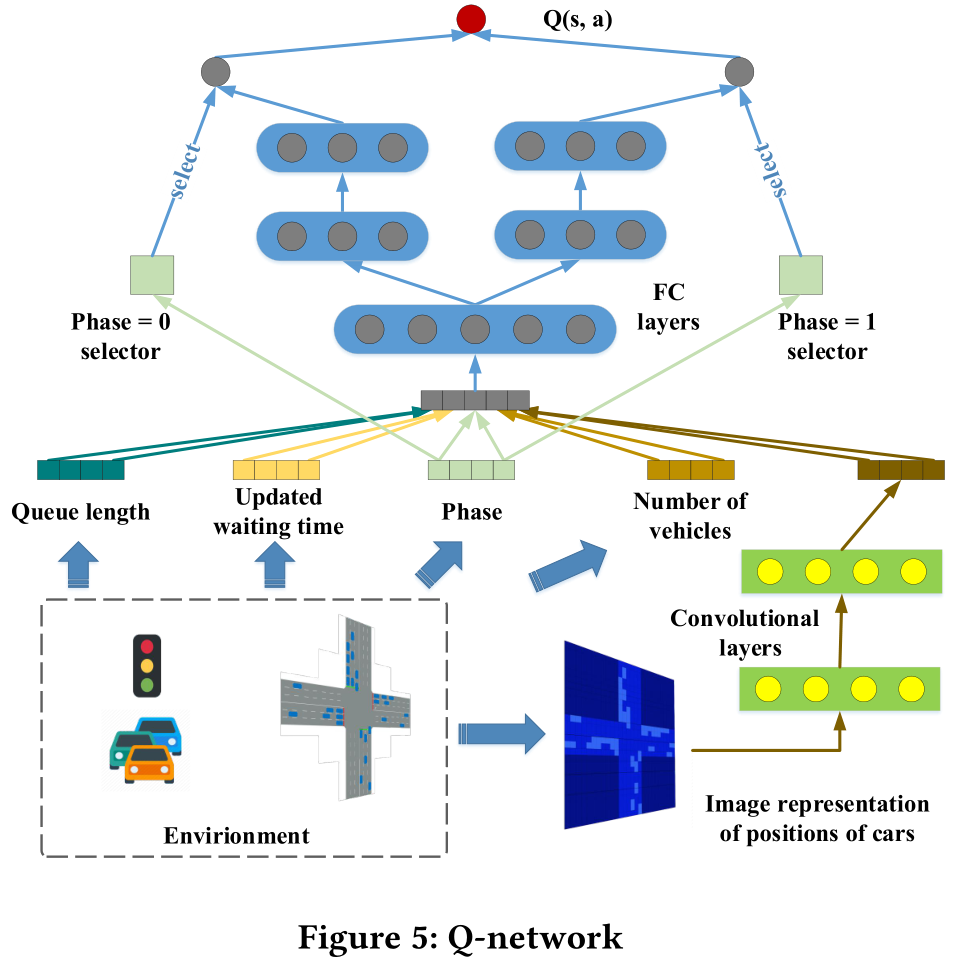 Q(s, a)
select
select
Phase = 0
selector
FC
layers
Phase = 1
selector
Queue length
Updated
waiting time
Phase
Number of
vehicles
Convolutional
layers
Envirionment
Image representation
of positions of cars
Figure 5: Q-network